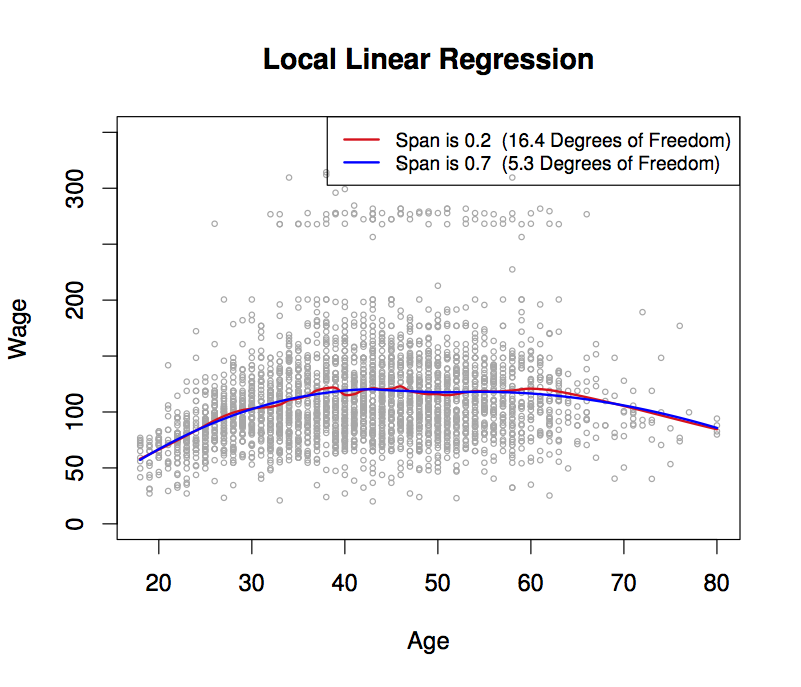 Local Linear Regression
Span is 0.2 (16.4 Degrees of Freedom)
Span is 0.7 (5.3 Degrees of Freedom)
Wage
300
200
100
50
0
20 30 40 50 60 70 80
Age